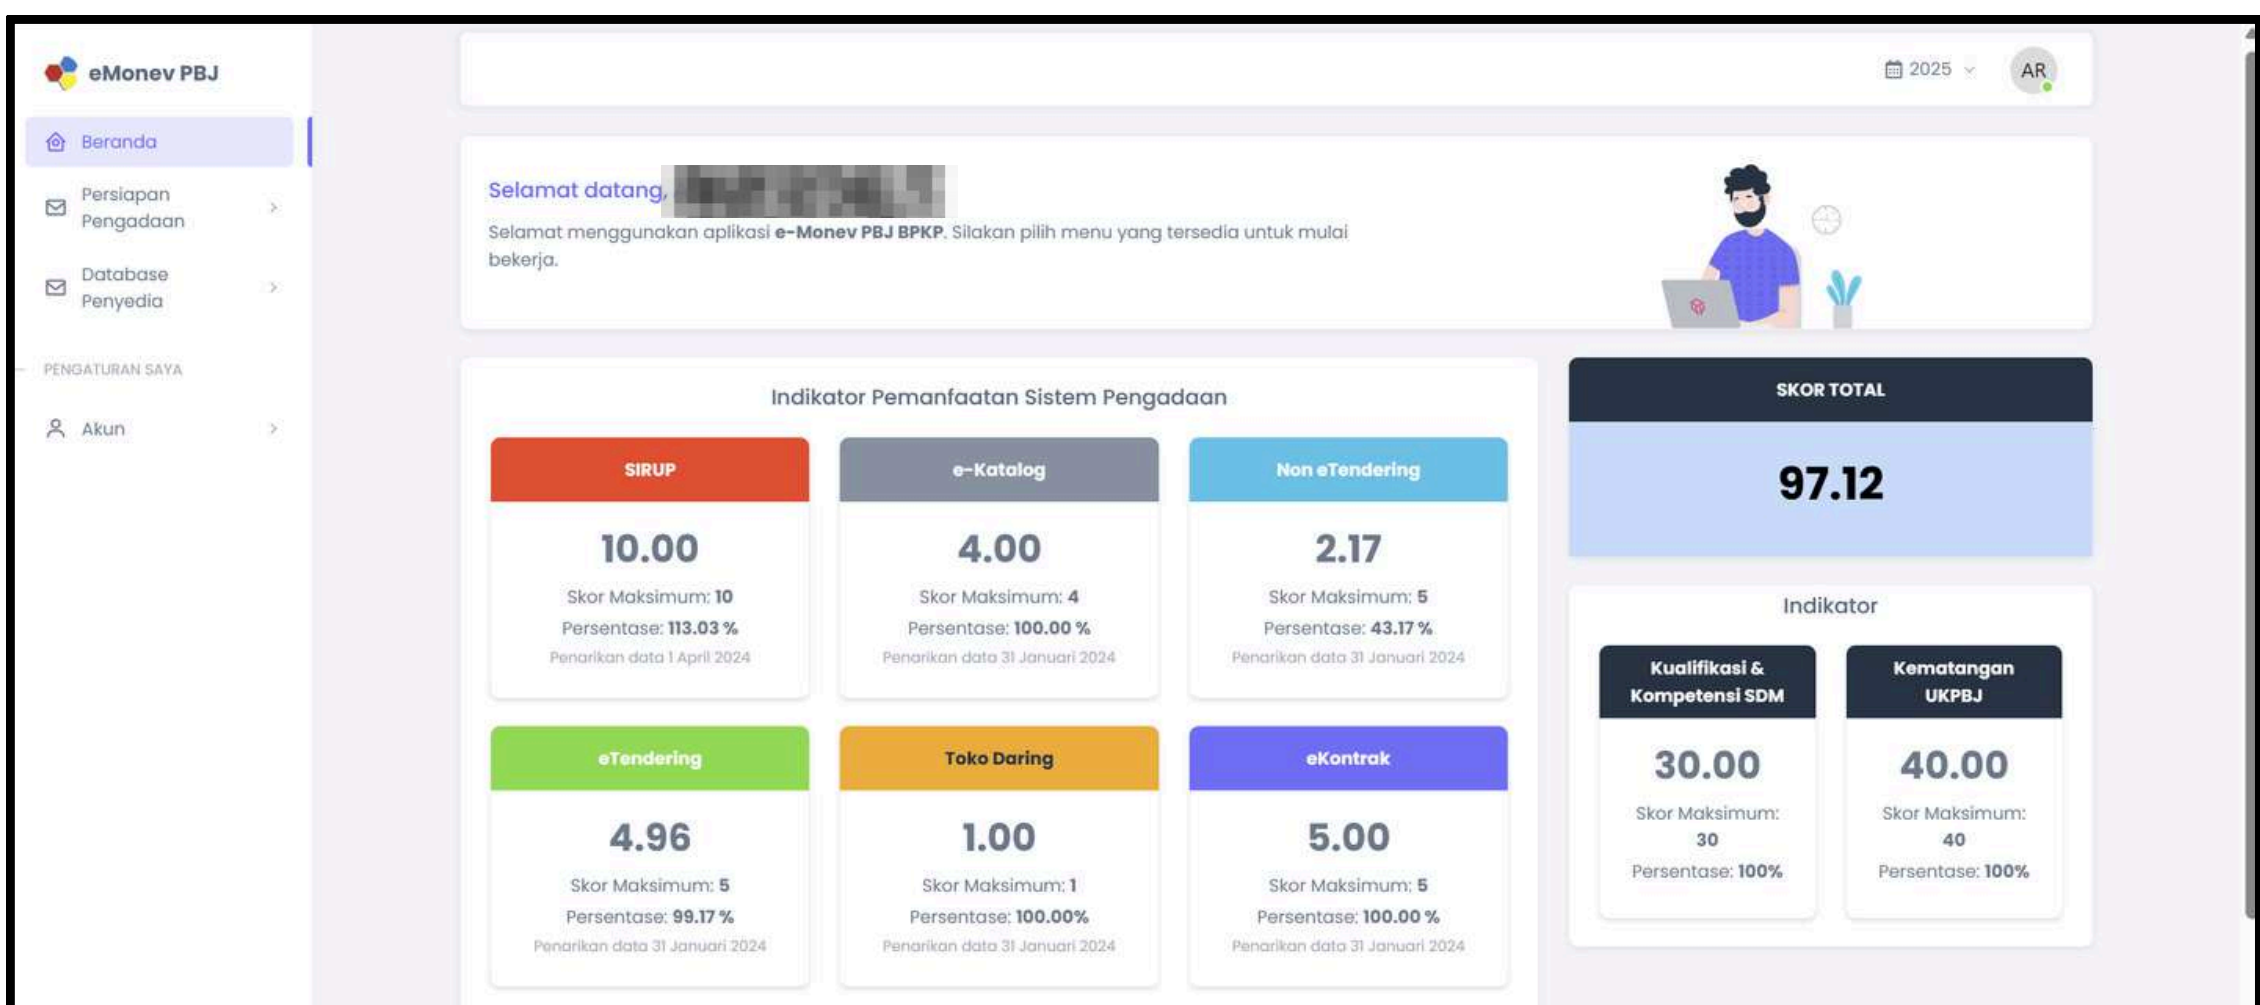 eMonev PBJ
2025
AR
Beranda
Persiapan
Pengadaan
Database
Penyedia
PENGATURAN SAYA
Akun
Selamat datang,
Selamat menggunakan aplikasi e-Monev PBJ BPKP. Silakan pilih menu yang tersedia untuk mulai
bekerja.
Indikator Pemanfaatan Sistem Pengadaan
SIRUP
10.00
Skor Maksimum: 10
Persentase: 113.03 %
Penarikan data 1 April 2024
e-Katalog
4.00
Skor Maksimum: 4
Persentase: 100.00 %
Penarikan data 31 Januari 2024
Non eTendering
2.17
Skor Maksimum: 5
Persentase: 43.17 %
Penarikan data 31 Januari 2024
eTendering
4.96
Skor Maksimum: 5
Persentase: 99.17 %
Penarikan data 31 Januari 2024
Toko Daring
1.00
Skor Maksimum: 1
Persentase: 100.00%
Penarikan data 31 Januari 2024
eKontrak
5.00
Skor Maksimum: 5
Persentase: 100.00 %
Penarikan data 31 Januari 2024
SKOR TOTAL
97.12
Indikator
Kualifikasi &
Kompetensi SDM
30.00
Skor Maksimum:
30
Persentase: 100%
Kematangan
UKPBJ
40.00
Skor Maksimum:
40
Persentase: 100%